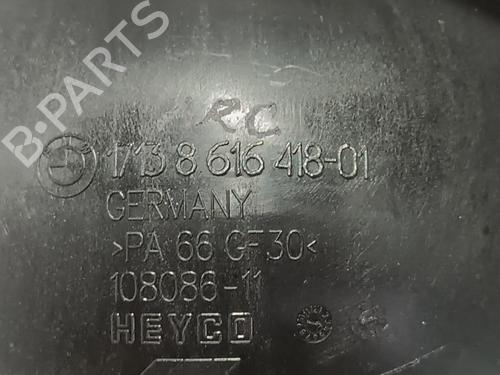 B-PARTS
RC
1713 8 616 418-01
GERMANY
>PA 66 GF30<
108086-11
HEYCO